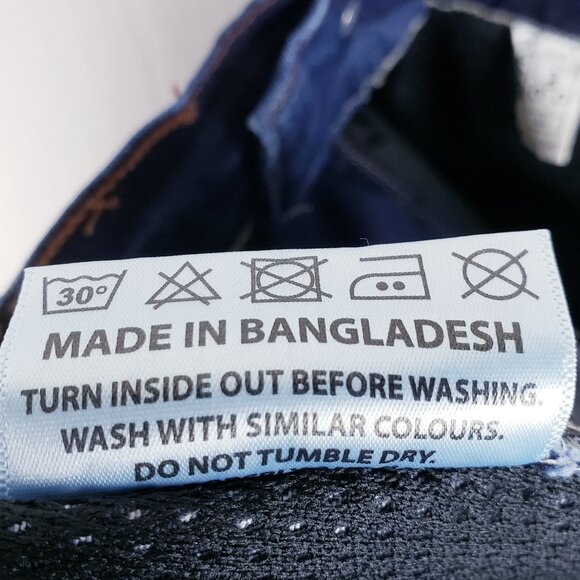 30°
MADE IN BANGLADESH
TURN INSIDE OUT BEFORE WASHING.
WASH WITH SIMILAR COLOURS.
DO NOT TUMBLE DRY.